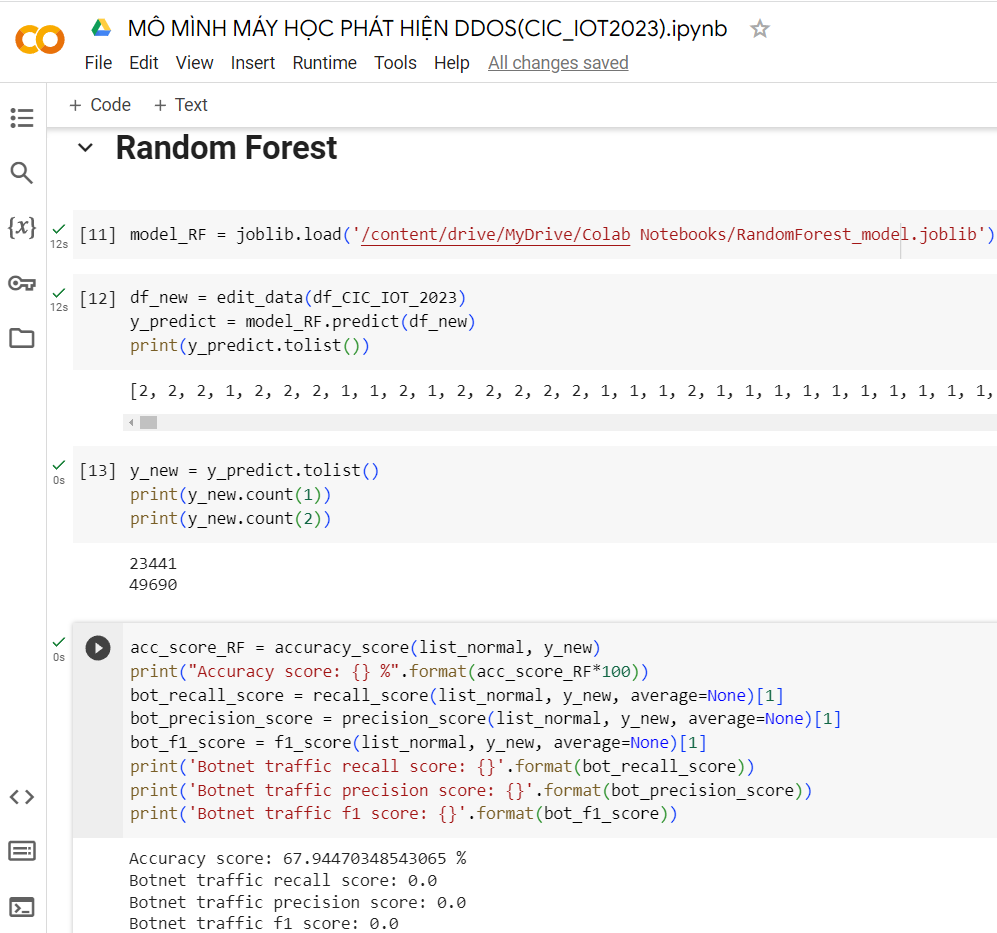 MÔ MÌNH MÁY HỌC PHÁT HIỆN DDOS(CIC_IOT2023).ipynb
File Edit View Insert Runtime Tools Help All changes saved
+ Code + Text
Random Forest
12s [11] model_RF = joblib.load('/content/drive/MyDrive/Colab Notebooks/RandomForest_model.joblib')
12s [12] df_new = edit_data(df_CIC_IOT_2023)
y_predict = model_RF.predict(df_new)
print(y_predict.tolist())
[2, 2, 2, 1, 2, 2, 2, 1, 1, 2, 1, 2, 2, 2, 2, 2, 1, 1, 1, 2, 1, 1, 1, 1, 1, 1, 1, 1, 1, 1,
0s [13] y_new = y_predict.tolist()
print(y_new.count(1))
print(y_new.count(2))
23441
49690
0s acc_score_RF = accuracy_score(list_normal, y_new)
print("Accuracy score: {} %".format(acc_score_RF*100))
bot_recall_score = recall_score(list_normal, y_new, average=None)[1]
bot_precision_score = precision_score(list_normal, y_new, average=None)[1]
bot_f1_score = f1_score(list_normal, y_new, average=None)[1]
print('Botnet traffic recall score: {}'.format(bot_recall_score))
print('Botnet traffic precision score: {}'.format(bot_precision_score))
print('Botnet traffic f1 score: {}'.format(bot_f1_score))
Accuracy score: 67.94470348543065 %
Botnet traffic recall score: 0.0
Botnet traffic precision score: 0.0
Botnet traffic f1 score: 0.0